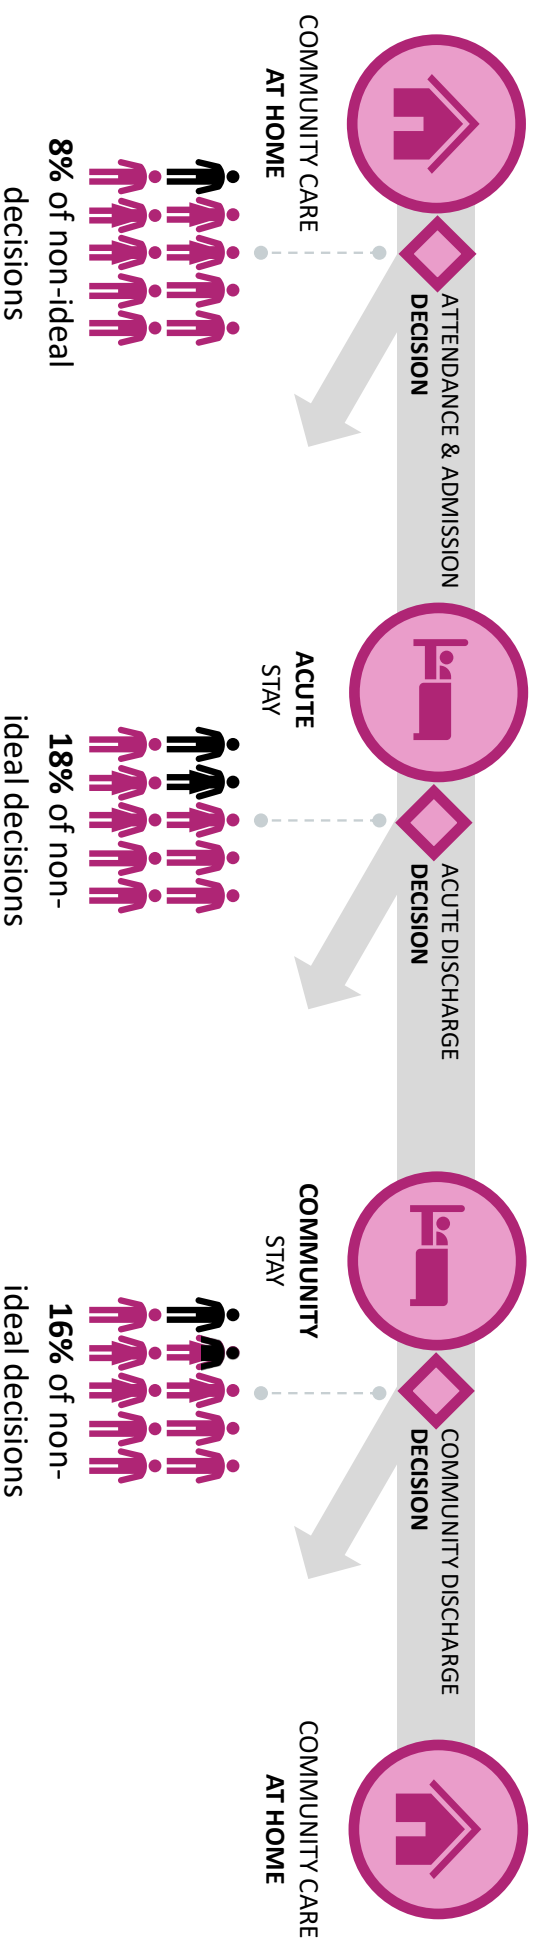 COMMUNITY CARE
AT HOME
ATTENDANCE & ADMISSION
DECISION
8% of non-ideal
decisions
ACUTE
STAY
ACUTE DISCHARGE
DECISION
18% of non-
ideal decisions
COMMUNITY
STAY
COMMUNITY DISCHARGE
DECISION
16% of non-
ideal decisions
COMMUNITY CARE
AT HOME